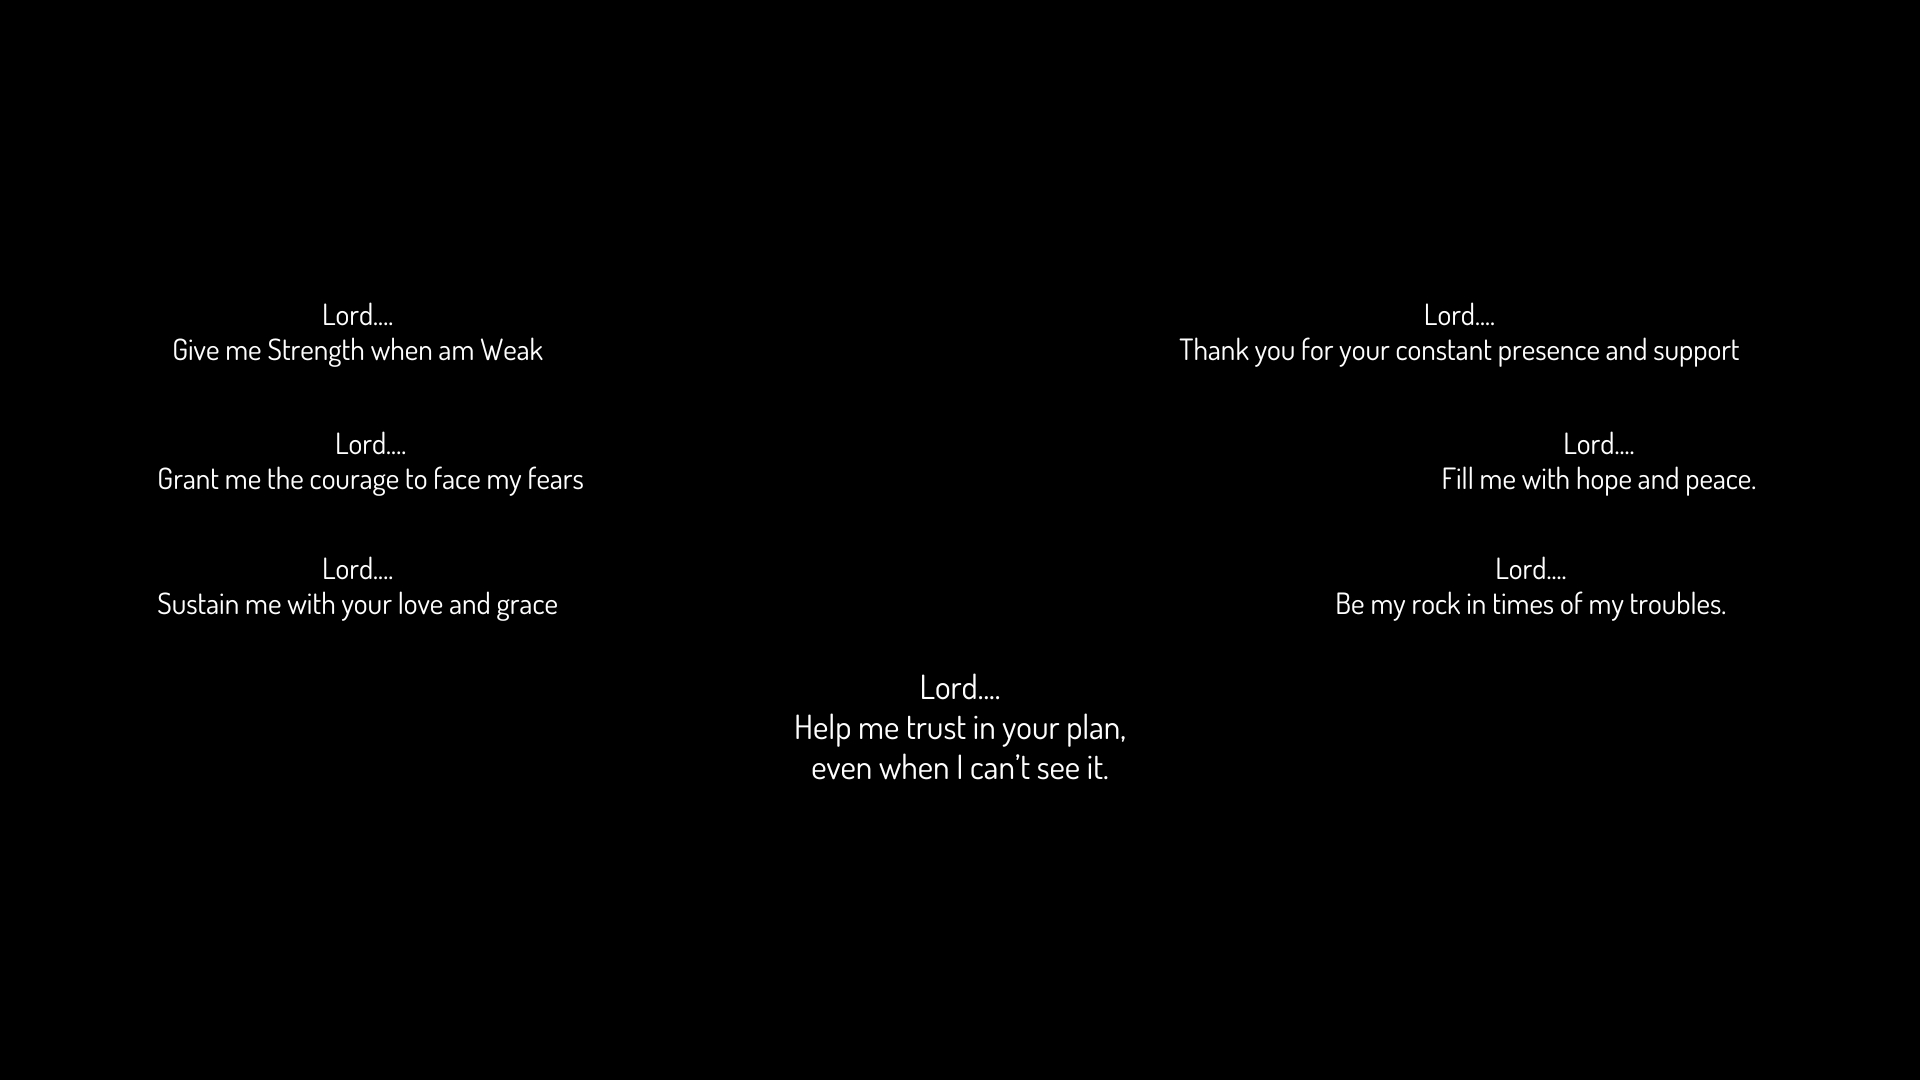 Lord....
Give me Strength when am Weak
Lord....
Grant me the courage to face my fears
Lord....
Sustain me with your love and grace
Lord....
Thank you for your constant presence and support
Lord....
Fill me with hope and peace.
Lord....
Be my rock in times of my troubles.
Lord....
Help me trust in your plan,
even when I can’t see it.